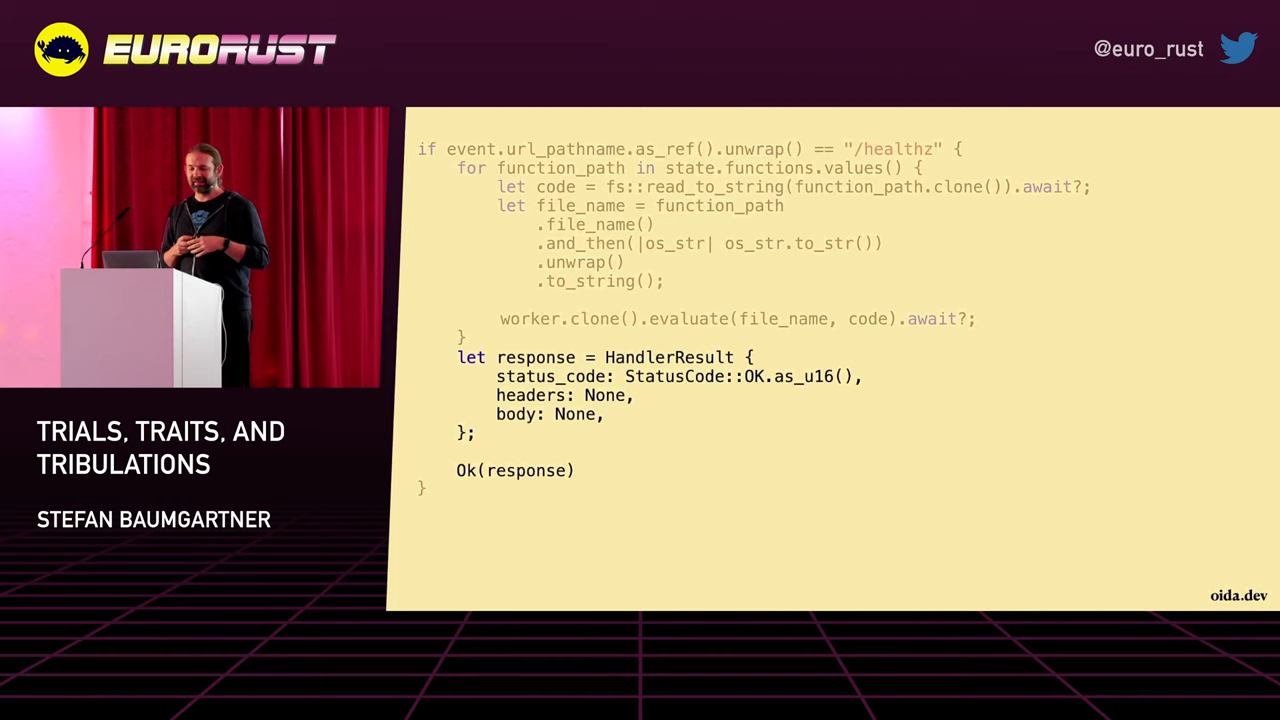 EURORUST
@euro_rust
if event.url_pathname.as_ref().unwrap() == "/healthz" {
for function_path in state.functions.values() {
let code = fs::read_to_string(function_path.clone()).await?;
let file_name = function_path
.file_name()
.and_then(|os_str| os_str.to_str())
.unwrap()
.to_string();
worker.clone().evaluate(file_name, code).await?;
}
let response = HandlerResult {
status_code: StatusCode::OK.as_u16(),
headers: None,
body: None,
};
Ok(response)
}
TRIALS, TRAITS, AND
TRIBULATIONS
STEFAN BAUMGARTNER
oida.dev